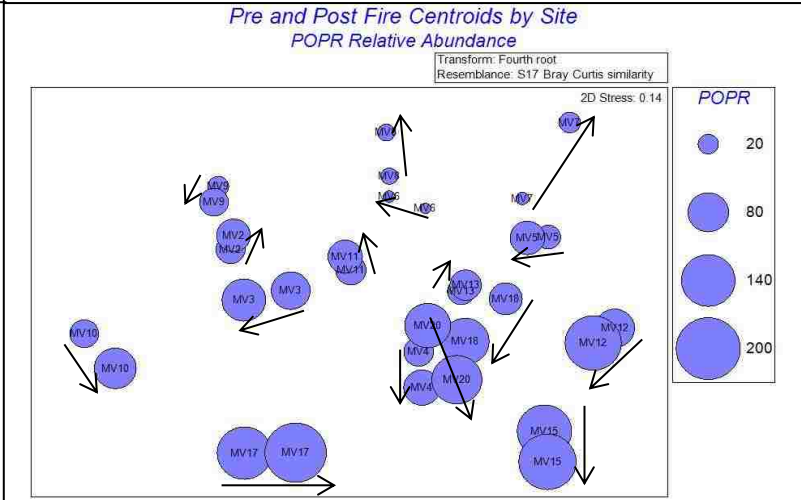 Pre and Post Fire Centroids by Site
POPR Relative Abundance
Transform: Fourth root
Resemblance: S17 Bray Curtis similarity
2D Stress: 0.14
POPR
20
80
140
200
MV7
MV8
MV8
MV9
MV9
MV6
MV6
MV7
MV2
MV2
MV5
MV5
MV11
MV11
MV13
MV13
MV3
MV3
MV18
MV20
MV12
MV10
MV18
MV12
MV4
MV10
MV20
MV4
MV15
MV17
MV17
MV15